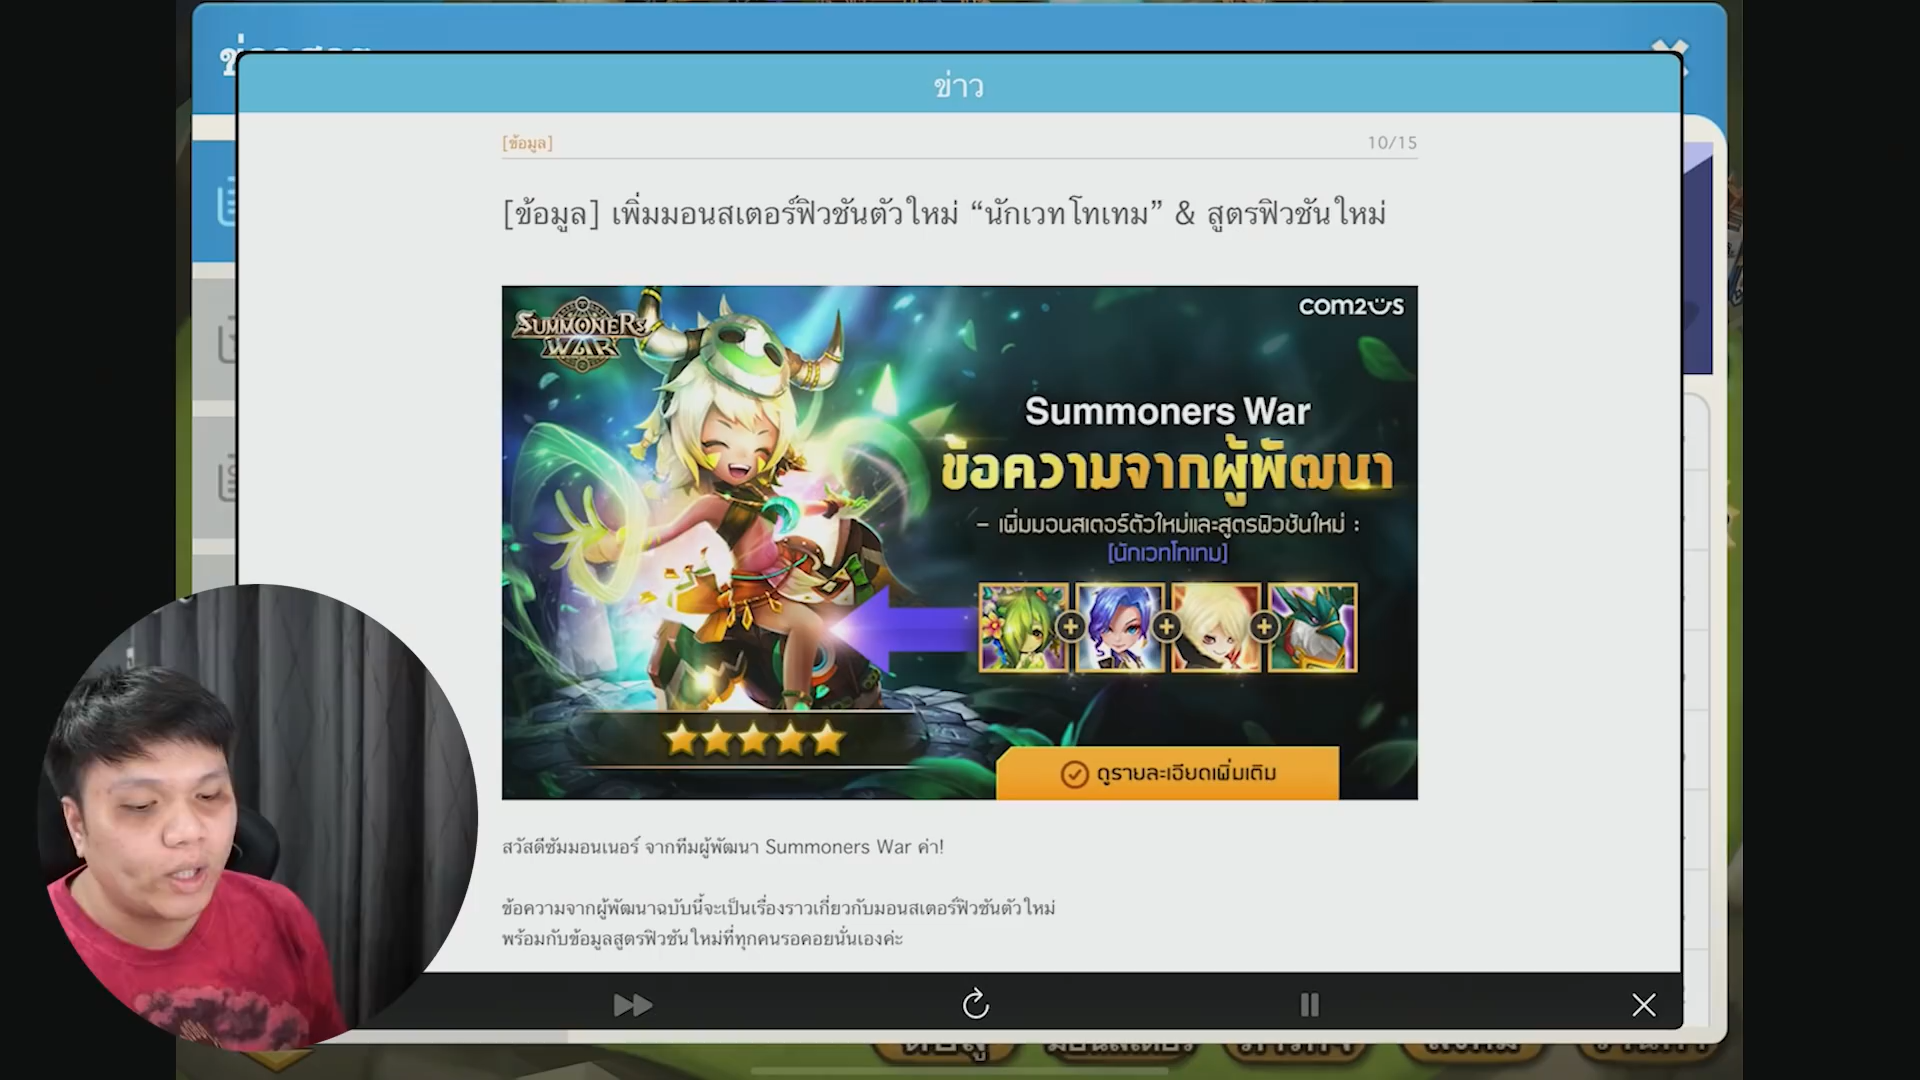 ข่าวสาร
ข่าว
[ข้อมูล]
10/15
[ข้อมูล] เพิ่มมอนสเตอร์ฟิวชันตัวใหม่ “นักเวทโทเทม” & สูตรฟิวชันใหม่
SUMMONERS WAR
COM2US
Summoners War
ข้อความจากผู้พัฒนา
– เพิ่มมอนสเตอร์ตัวใหม่และสูตรฟิวชันใหม่ :
[นักเวทโทเทม]
ดูรายละเอียดเพิ่มเติม
สวัสดีซัมมอนเนอร์ จากทีมผู้พัฒนา Summoners War ค่า!
ข้อความจากผู้พัฒนาฉบับนี้จะเป็นเรื่องราวเกี่ยวกับมอนสเตอร์ฟิวชันตัวใหม่
พร้อมกับข้อมูลสูตรฟิวชันใหม่ที่ทุกคนรอคอยนั่นเองค่ะ